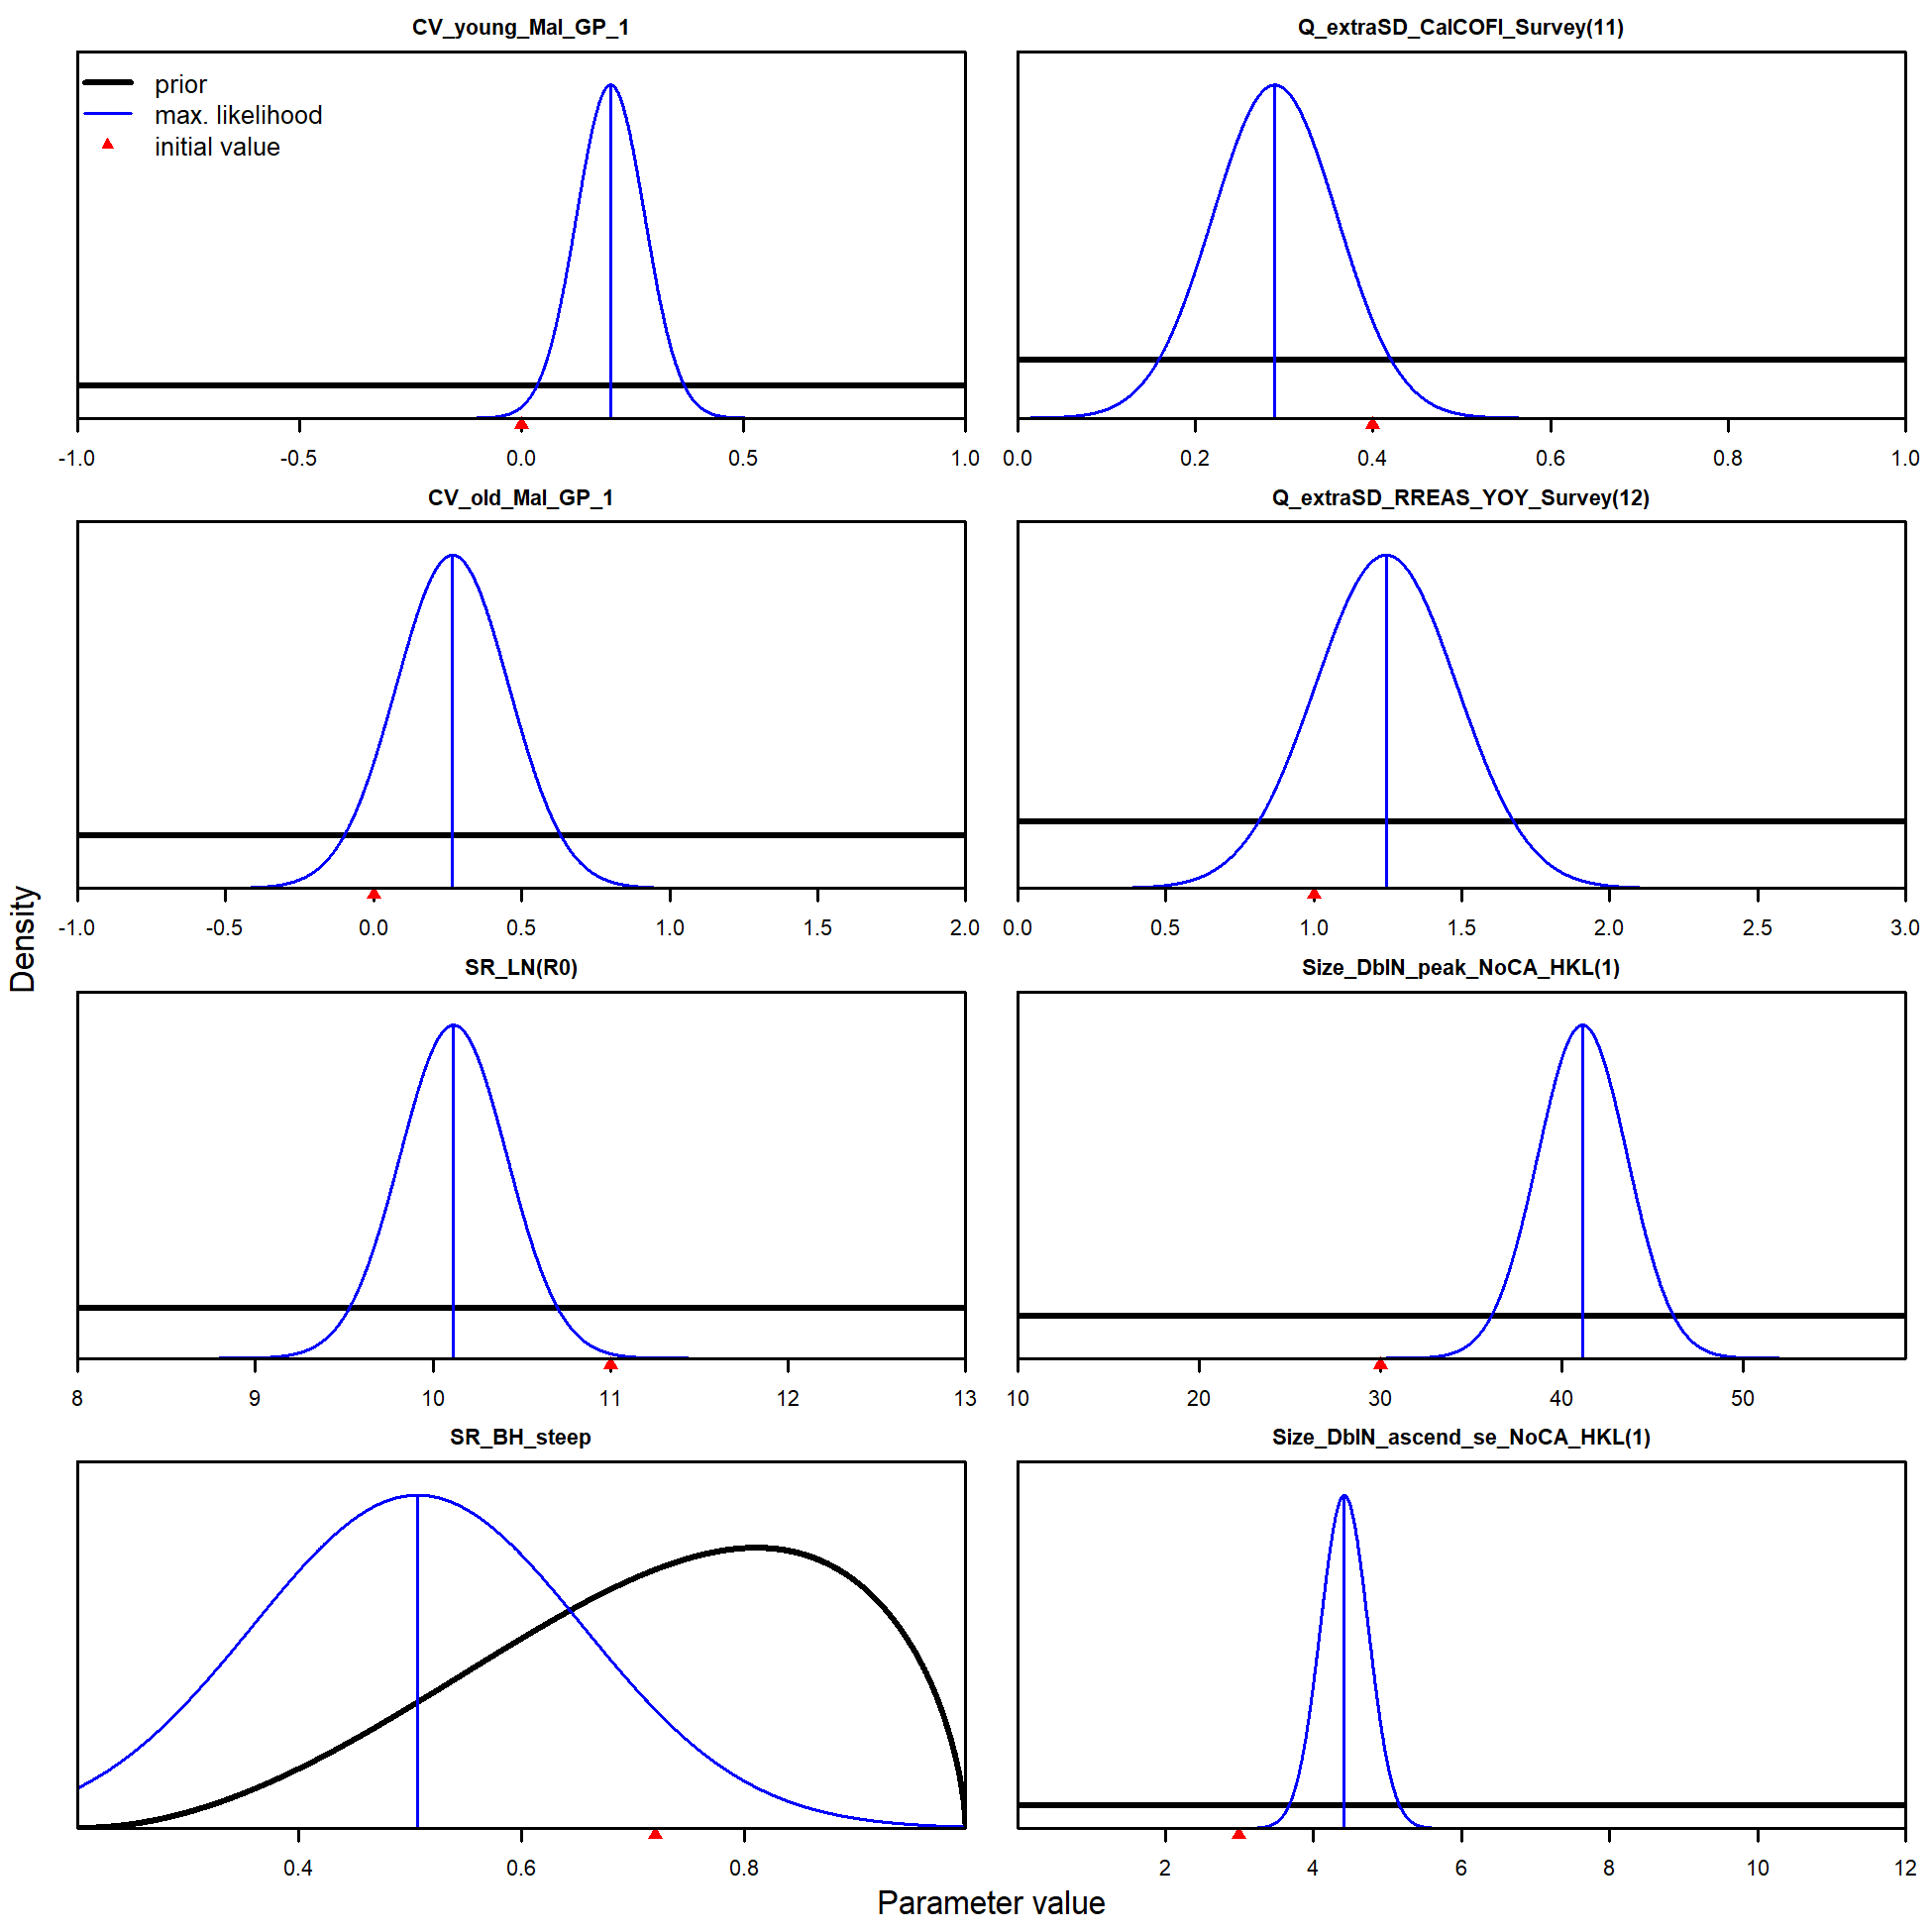 CV_young_Mal_GP_1
prior
max. likelihood
initial value
-1.0 -0.5 0.0 0.5 1.0
Q_extraSD_CalCOFI_Survey(11)
0.0 0.2 0.4 0.6 0.8 1.0
CV_old_Mal_GP_1
-1.0 -0.5 0.0 0.5 1.0 1.5 2.0
Q_extraSD_RREAS_YOY_Survey(12)
0.0 0.5 1.0 1.5 2.0 2.5 3.0
SR_LN(R0)
8 9 10 11 12 13
Size_DblN_peak_NoCA_HKL(1)
10 20 30 40 50
SR_BH_steep
0.4 0.6 0.8
Size_DblN_ascend_se_NoCA_HKL(1)
2 4 6 8 10 12
Density
Parameter value